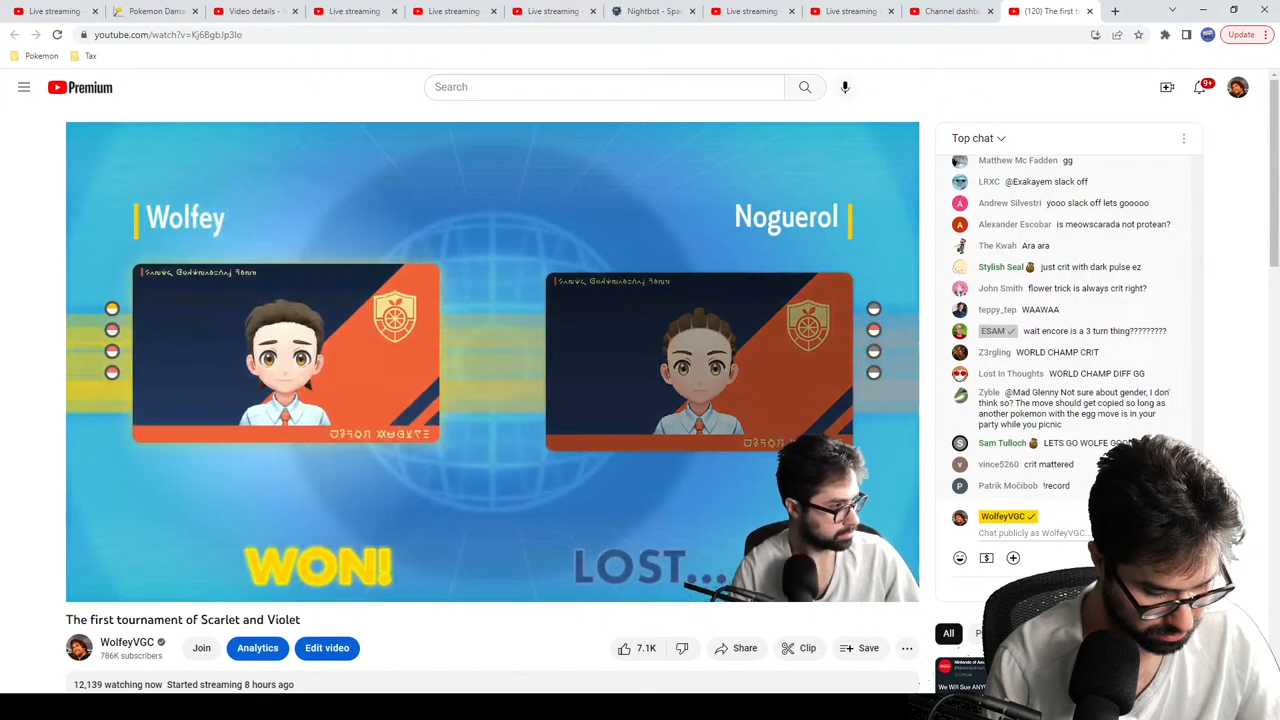 Live streaming
Pokemon Dama
Video details - Y
Live streaming
Live streaming
Live streaming
Nightbot - Spa
Live streaming
Live streaming
Channel dashb
(120) The first t
youtube.com/watch?v=Kj6BgbJp3Io
Update
Pokemon
Tax
Premium
Search
9+
Wolfey
Noguerol
WON!
LOST...
Top chat
Matthew Mc Fadden gg
LRXC @Exakayem slack off
A Andrew Silvestri yooo slack off lets gooooo
A Alexander Escobar is meowscarada not protean?
The Kwah Ara ara
Stylish Seal just crit with dark pulse ez
John Smith flower trick is always crit right?
teppy_tep WAAWAA
ESAM wait encore is a 3 turn thing?????????
Z3rgling WORLD CHAMP CRIT
Lost In Thoughts WORLD CHAMP DIFF GG
Zyble @Mad Glenny Not sure about gender, I don'
think so? The move should get copied so long as
another pokemon with the egg move is in your
party while you picnic
S Sam Tulloch LETS GO WOLFE
Y vince5260 crit mattered
P Patrik Močibob !record
WolfeyVGC
Chat publicly as WolfeyVGC...
The first tournament of Scarlet and Violet
WolfeyVGC
786K subscribers
Join
Analytics
Edit video
7.1K
Share
Clip
Save
12,139 watching now Started streaming 8 hours ago
All
We Will Sue